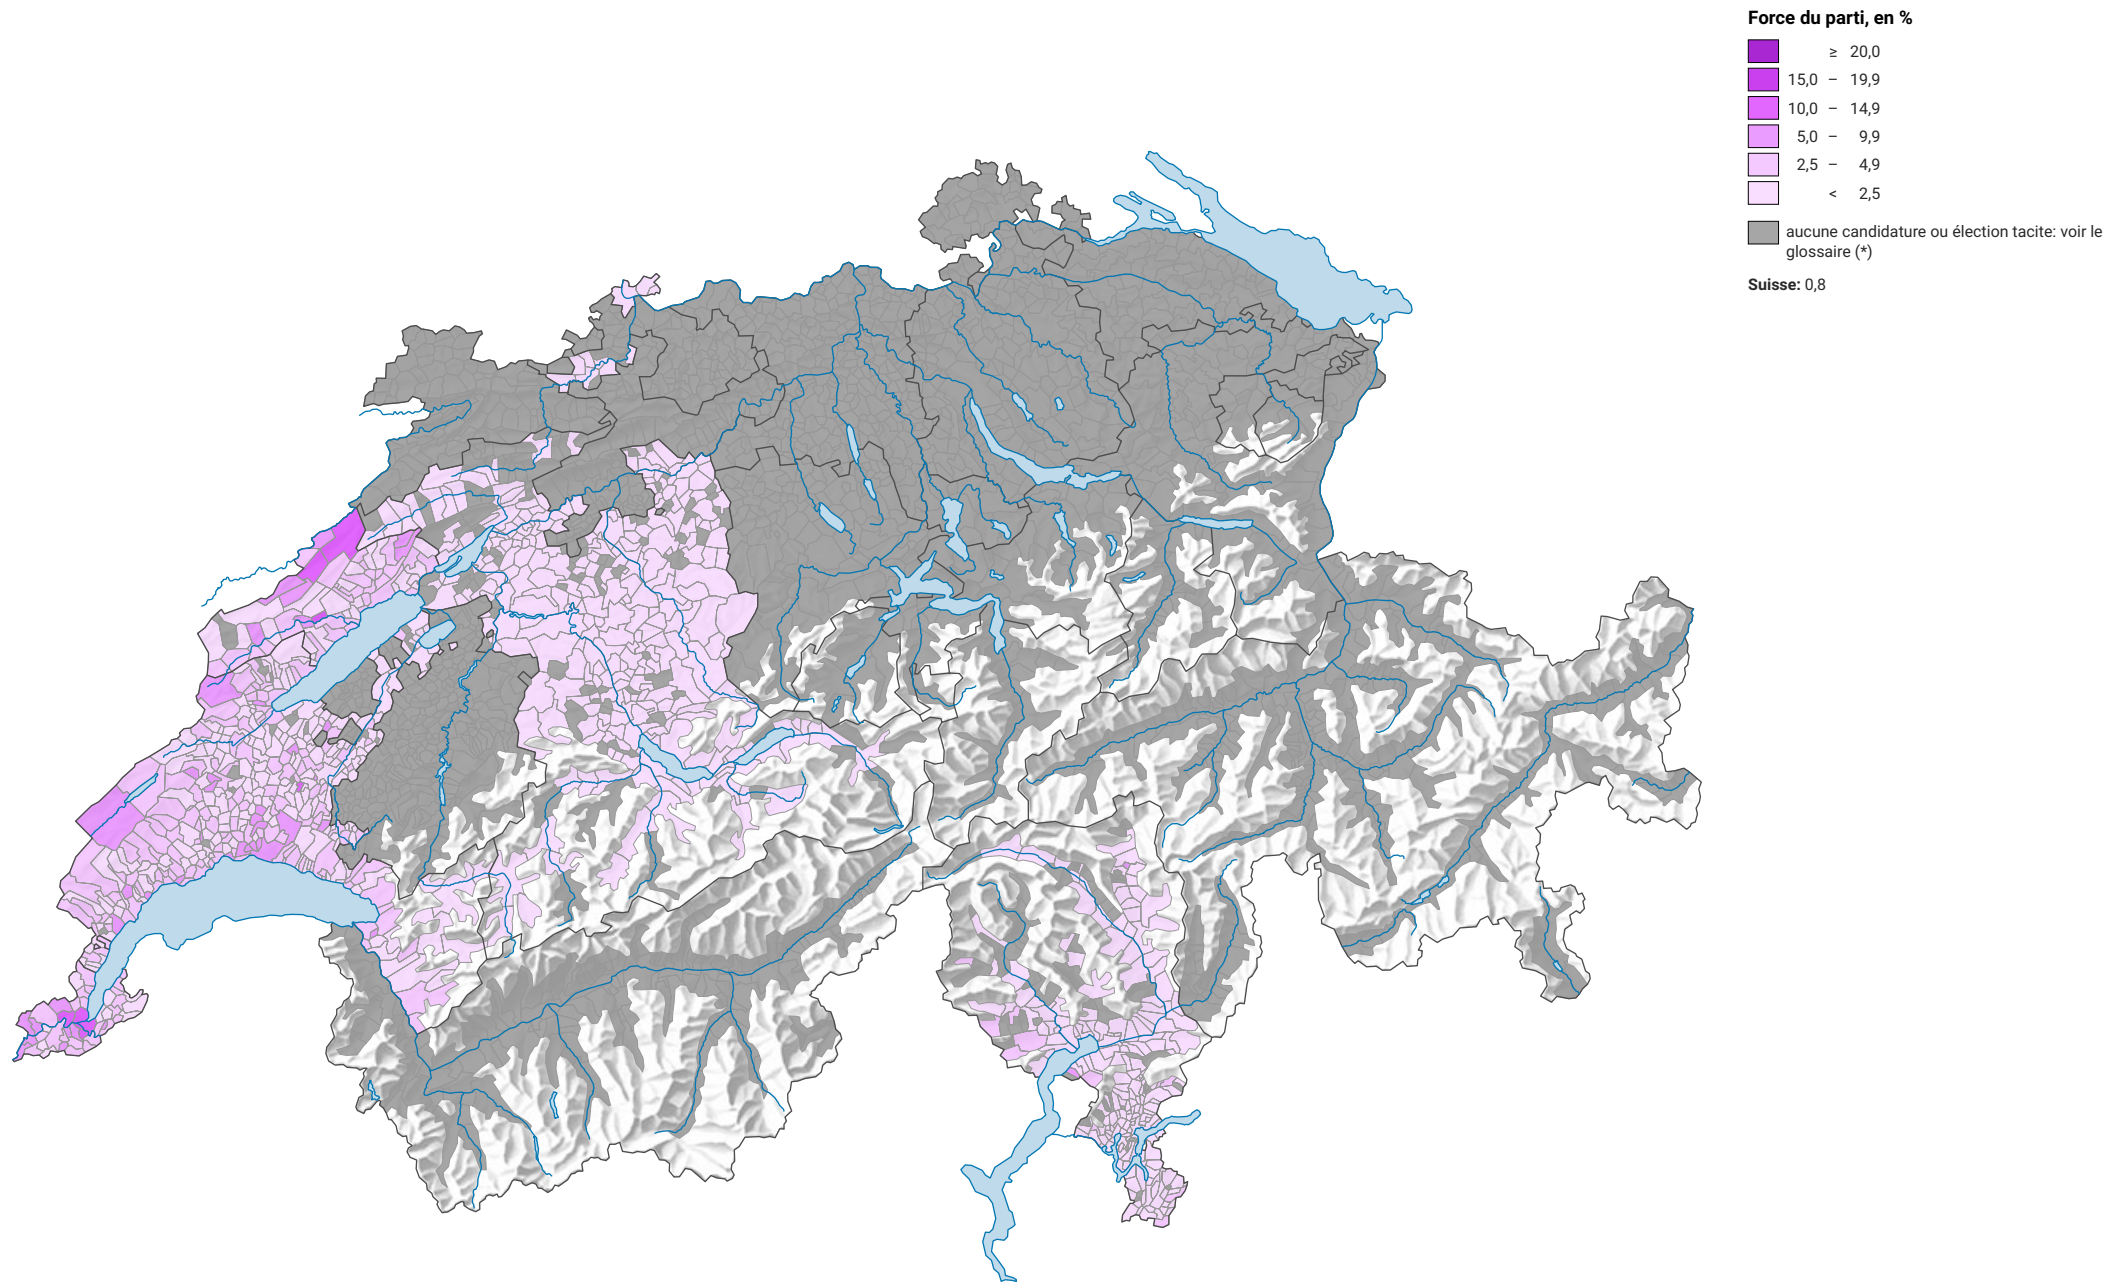 Force du parti, en %
≥ 20,0
15,0 – 19,9
10,0 – 14,9
5,0 – 9,9
2,5 – 4,9
< 2,5
aucune candidature ou élection tacite: voir le
glossaire (*)
Suisse: 0,8